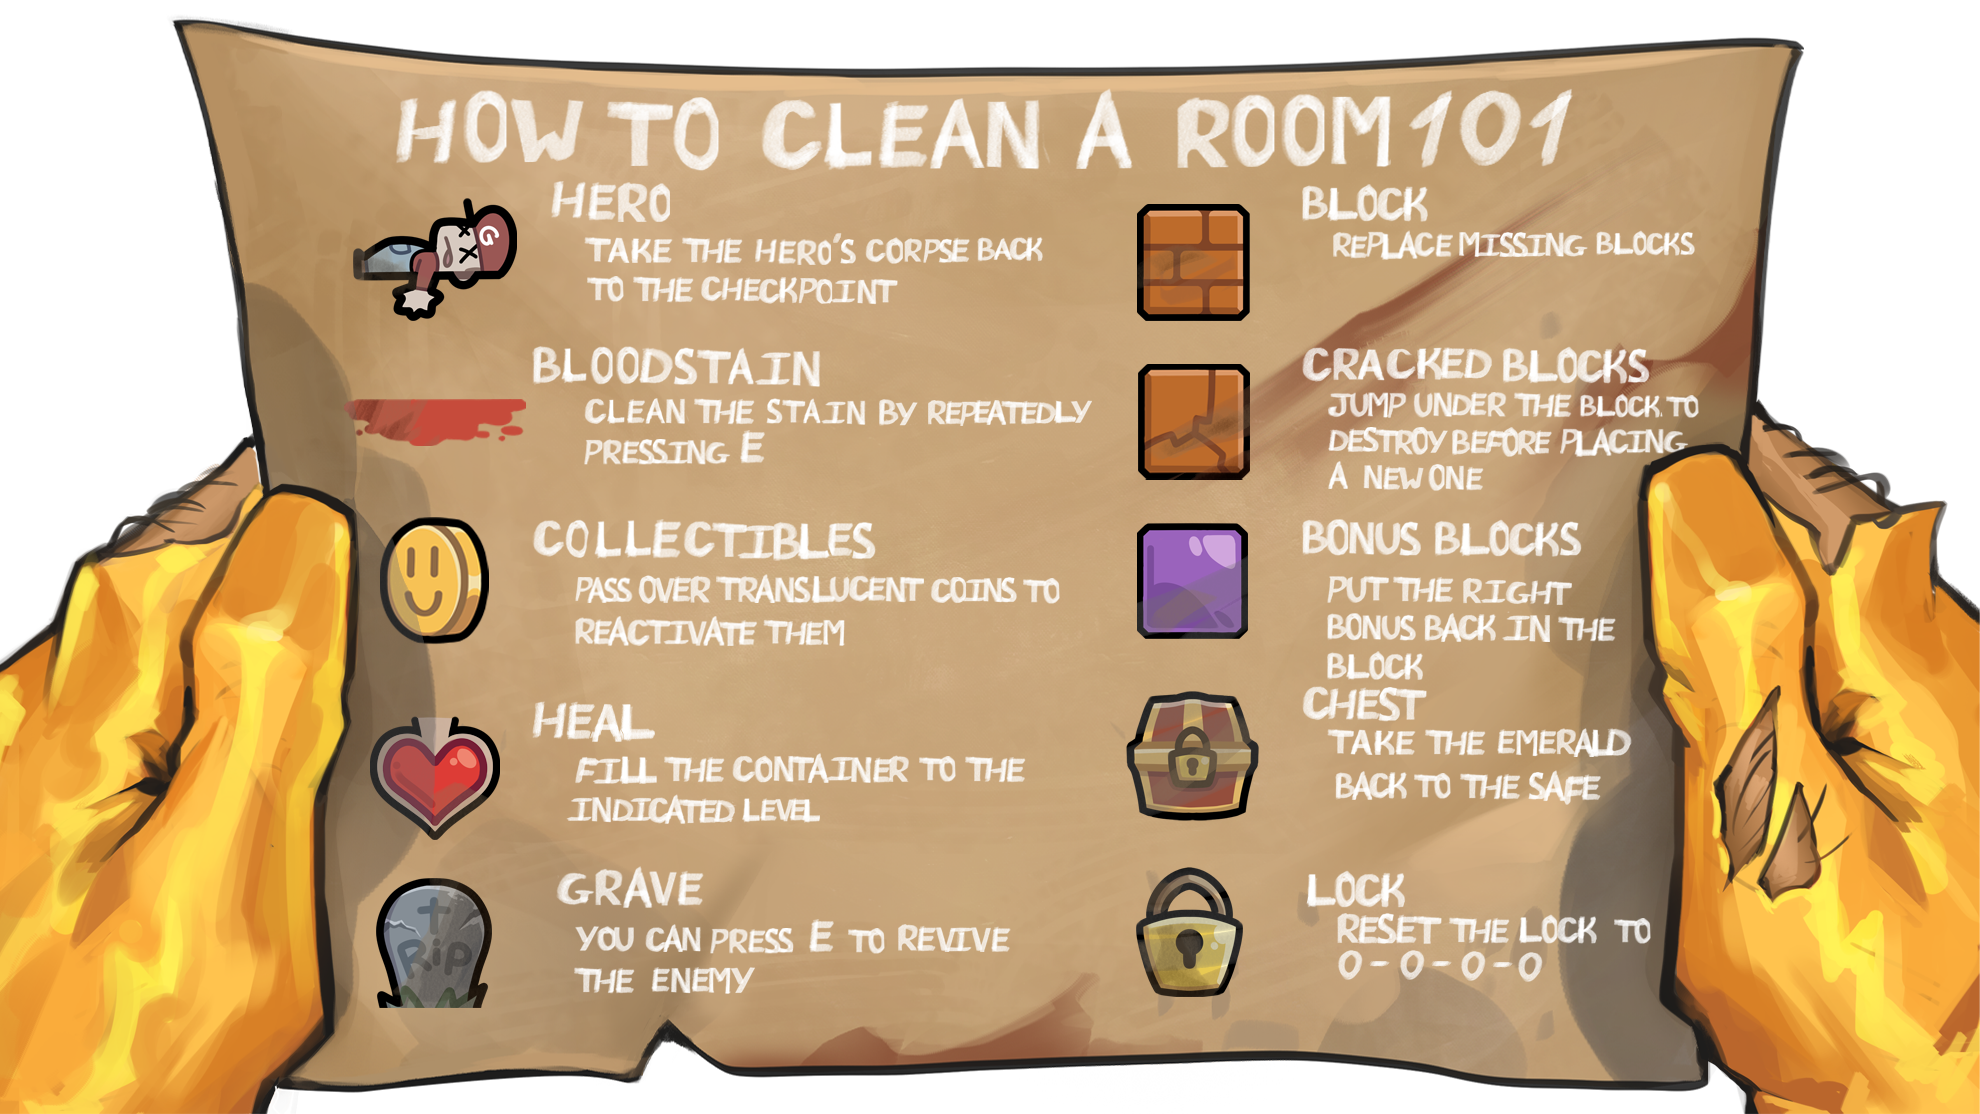 HOW TO CLEAN A ROOM 101
HERO
TAKE THE HERO'S CORPSE BACK
TO THE CHECKPOINT
G
BLOODSTAIN
CLEAN THE STAIN BY REPEATEDLY
PRESSING E
COLLECTIBLES
PASS OVER TRANSLUCENT COINS TO
REACTIVATE THEM
HEAL
FILL THE CONTAINER TO THE
INDICATED LEVEL
GRAVE
YOU CAN PRESS E TO REVIVE
THE ENEMY
RIP
BLOCK
REPLACE MISSING BLOCKS
CRACKED BLOCKS
JUMP UNDER THE BLOCK TO
DESTROY BEFORE PLACING
A NEW ONE
BONUS BLOCKS
PUT THE RIGHT
BONUS BACK IN THE
BLOCK
CHEST
TAKE THE EMERALD
BACK TO THE SAFE
LOCK
RESET THE LOCK TO
0-0-0-0